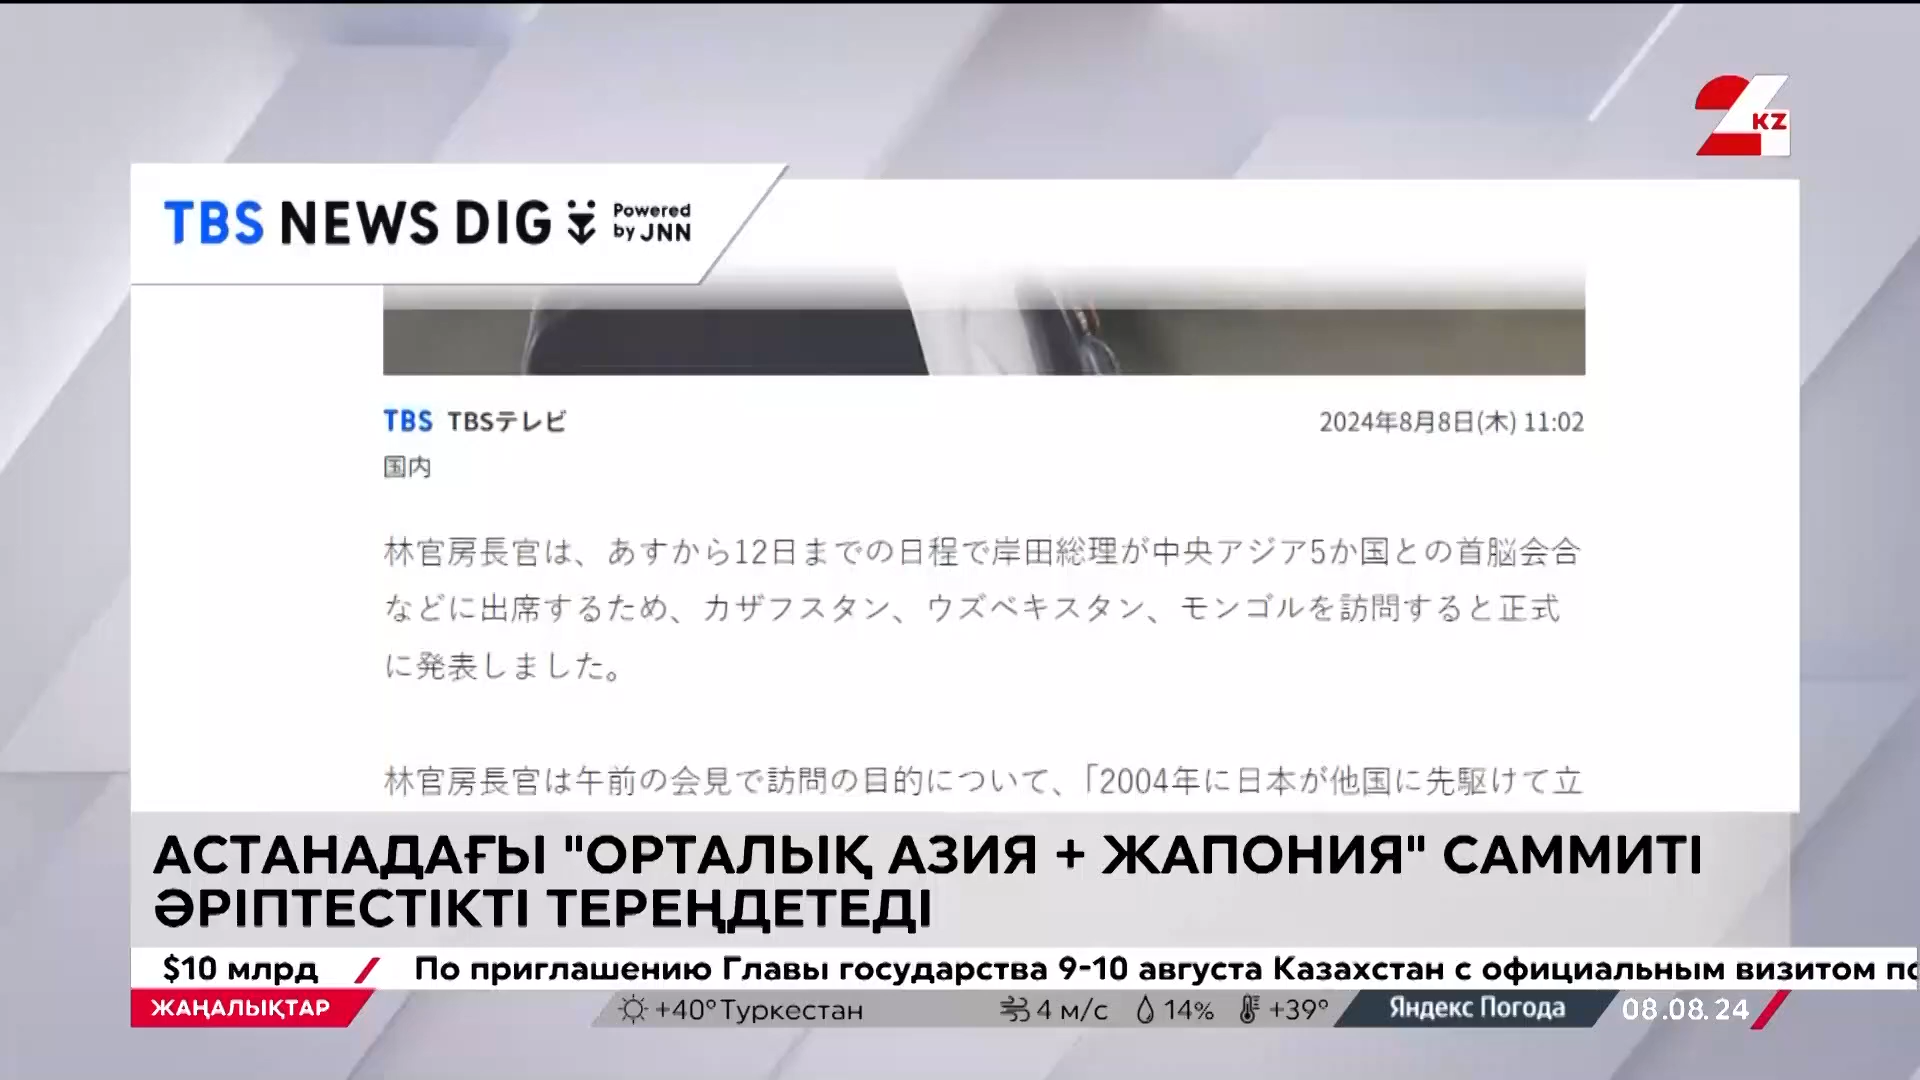 24 KZ
TBS NEWS DIG Powered by JNN
TBS TBSテレビ
2024年8月8日(木) 11:02
国内
林官房長官は、あすから12日までの日程で岸田総理が中央アジア5か国との首脳会合
などに出席するため、カザフスタン、ウズベキスタン、モンゴルを訪問すると正式
に発表しました。
林官房長官は午前の会見で訪問の目的について、「2004年に日本が他国に先駆けて立
АСТАНАДАҒЫ "ОРТАЛЫҚ АЗИЯ + ЖАПОНИЯ" САММИТІ
ӘРІПТЕСТІКТІ ТЕРЕҢДЕТЕДІ
$10 млрд / По приглашению Главы государства 9-10 августа Казахстан с официальным визитом
ЖАҢАЛЫҚТАР
+40° Туркестан 4 м/с 14% +39° Яндекс Погода 08.08.24